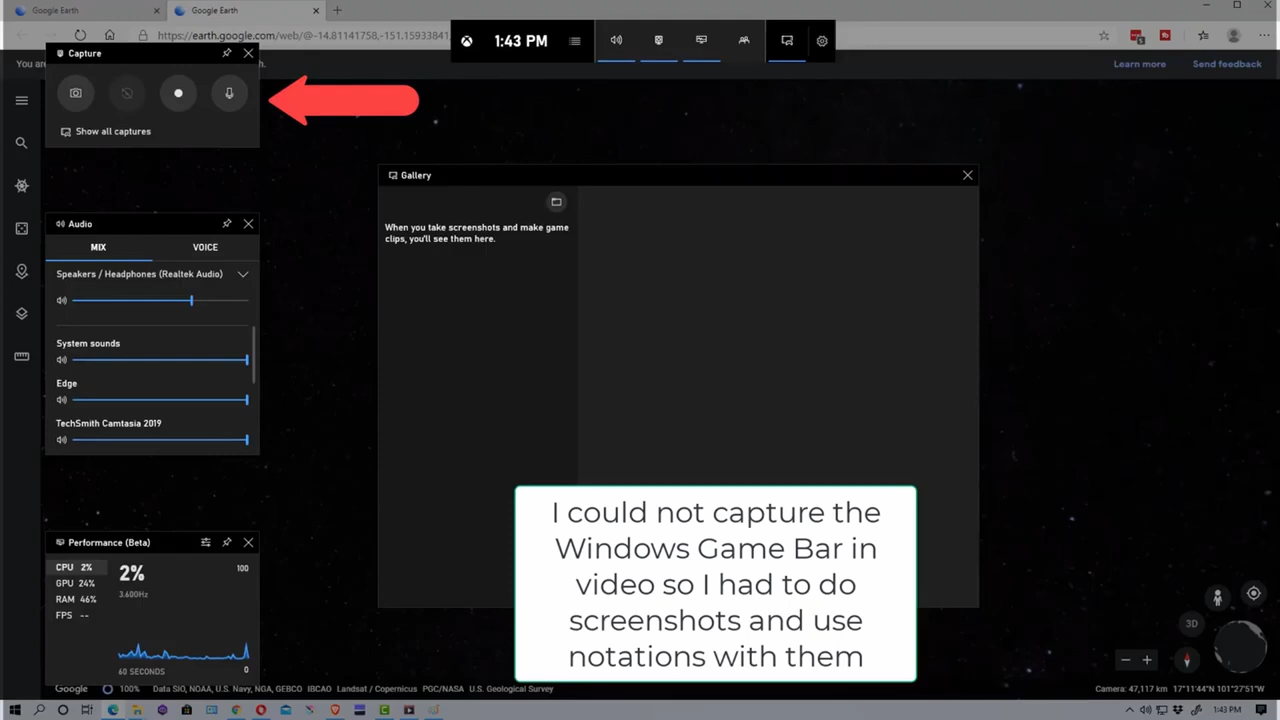 Google Earth
Google Earth
https://earth.google.com/web/@-14.81141758,-151.15933841
1:43 PM
You are
h.
Learn more
Send feedback
Capture
Show all captures
Audio
MIX
VOICE
Speakers / Headphones (Realtek Audio)
System sounds
Edge
TechSmith Camtasia 2019
Gallery
When you take screenshots and make game
clips, you'll see them here.
Performance (Beta)
CPU 2%
GPU 24%
RAM 46%
FPS --
2%
3.60GHz
100
60 SECONDS
0
I could not capture the
Windows Game Bar in
video so I had to do
screenshots and use
notations with them
3D
Google
100%
Data SIO, NOAA, U.S. Navy, NGA, GEBCO IBCAO Landsat / Copernicus PGC/NASA U.S. Geological Survey
Camera: 47,117 km 17°11'44"N 101°27'51"W
1:43 PM